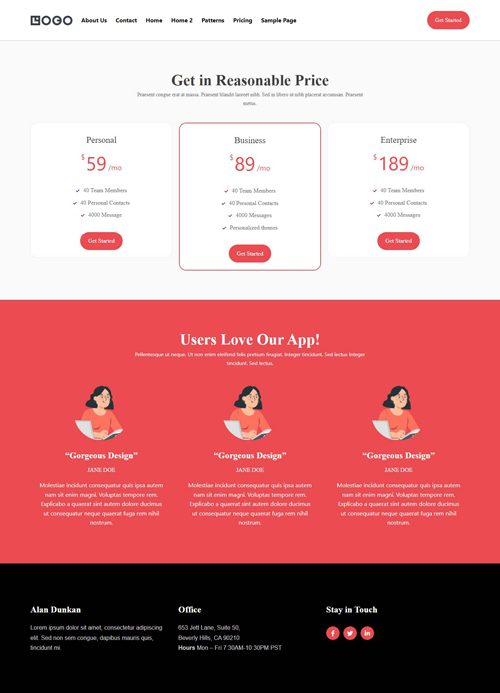 LOGO
About Us Contact Home Home 2 Patterns Pricing Sample Page
Get Started
Get in Reasonable Price
Praesent congue erat at massa. Praesent blandit laoreet nibh. Sed in libero ut nibh placerat accumsan. Praesent
metus.
Personal
$59 /mo
40 Team Members
40 Personal Contacts
4000 Message
Get Started
Business
$89 /mo
40 Team Members
40 Personal Contacts
4000 Messages
Personalized themes
Get Started
Enterprise
$189 /mo
40 Team Members
40 Personal Contacts
4000 Messages
Get Started
Users Love Our App!
Pellentesque ut neque. Ut non enim eleifend felis pretium feugiat. Integer tincidunt. Sed lectus Integer
tincidunt. Sed lectus.
“Gorgeous Design”
JANE DOE
Molestiae incidunt consequatur quis ipsa autem
nam sit enim magni. Voluptas tempore rem.
Explicabo a quaerat sint autem dolore ducimus
ut consequatur neque quaerat fuga rem nihil
nostrum.
“Gorgeous Design”
JANE DOE
Molestiae incidunt consequatur quis ipsa autem
nam sit enim magni. Voluptas tempore rem.
Explicabo a quaerat sint autem dolore ducimus
ut consequatur neque quaerat fuga rem nihil
nostrum.
“Gorgeous Design”
JANE DOE
Molestiae incidunt consequatur quis ipsa autem
nam sit enim magni. Voluptas tempore rem.
Explicabo a quaerat sint autem dolore ducimus
ut consequatur neque quaerat fuga rem nihil
nostrum.
Alan Dunkan
Lorem ipsum dolor sit amet, consectetur adipiscing
elit. Sed non sem congue, dapibus mauris quis,
tincidunt mi.
Office
653 Jett Lane, Suite 50,
Beverly Hills, CA 90210
Hours Mon – Fri 7:30AM-10:30PM PST
Stay in Touch